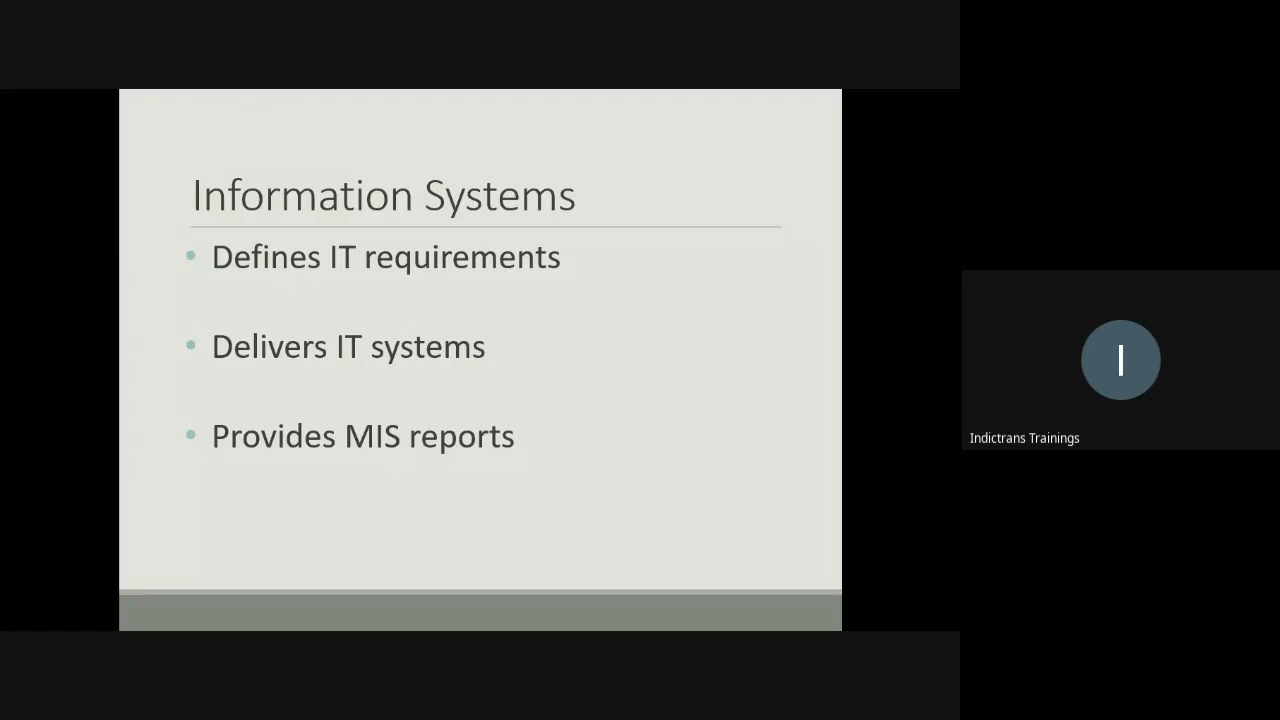 Information Systems
• Defines IT requirements
• Delivers IT systems
• Provides MIS reports
I
Indictrans Trainings